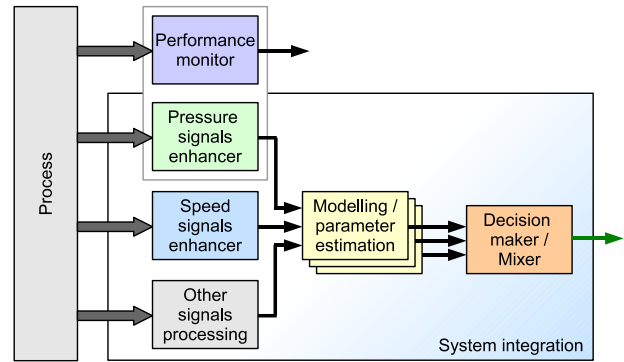 Process
Performance
monitor
Pressure
signals
enhancer
Speed
signals
enhancer
Other
signals
processing
Modelling /
parameter
estimation
Decision
maker /
Mixer
System integration